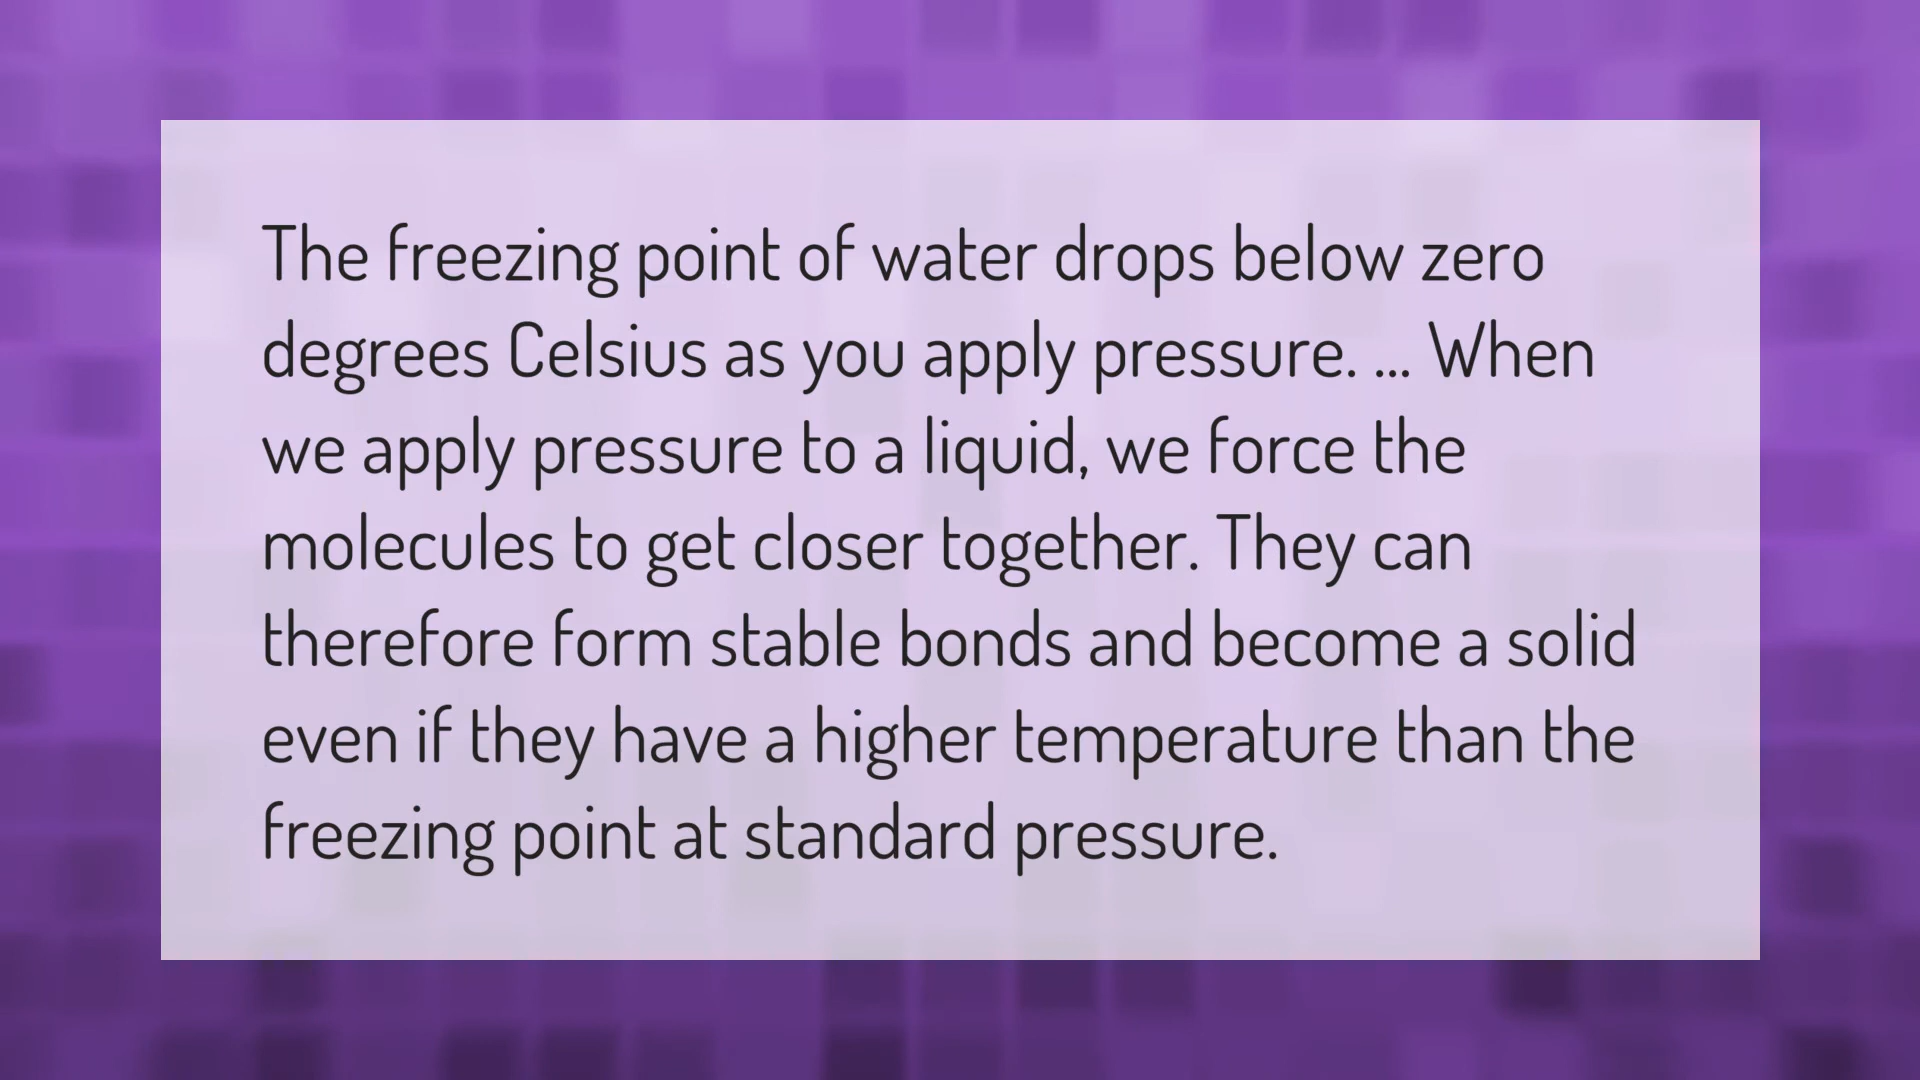 The freezing point of water drops below zero
degrees Celsius as you apply pressure. ... When
we apply pressure to a liquid, we force the
molecules to get closer together. They can
therefore form stable bonds and become a solid
even if they have a higher temperature than the
freezing point at standard pressure.